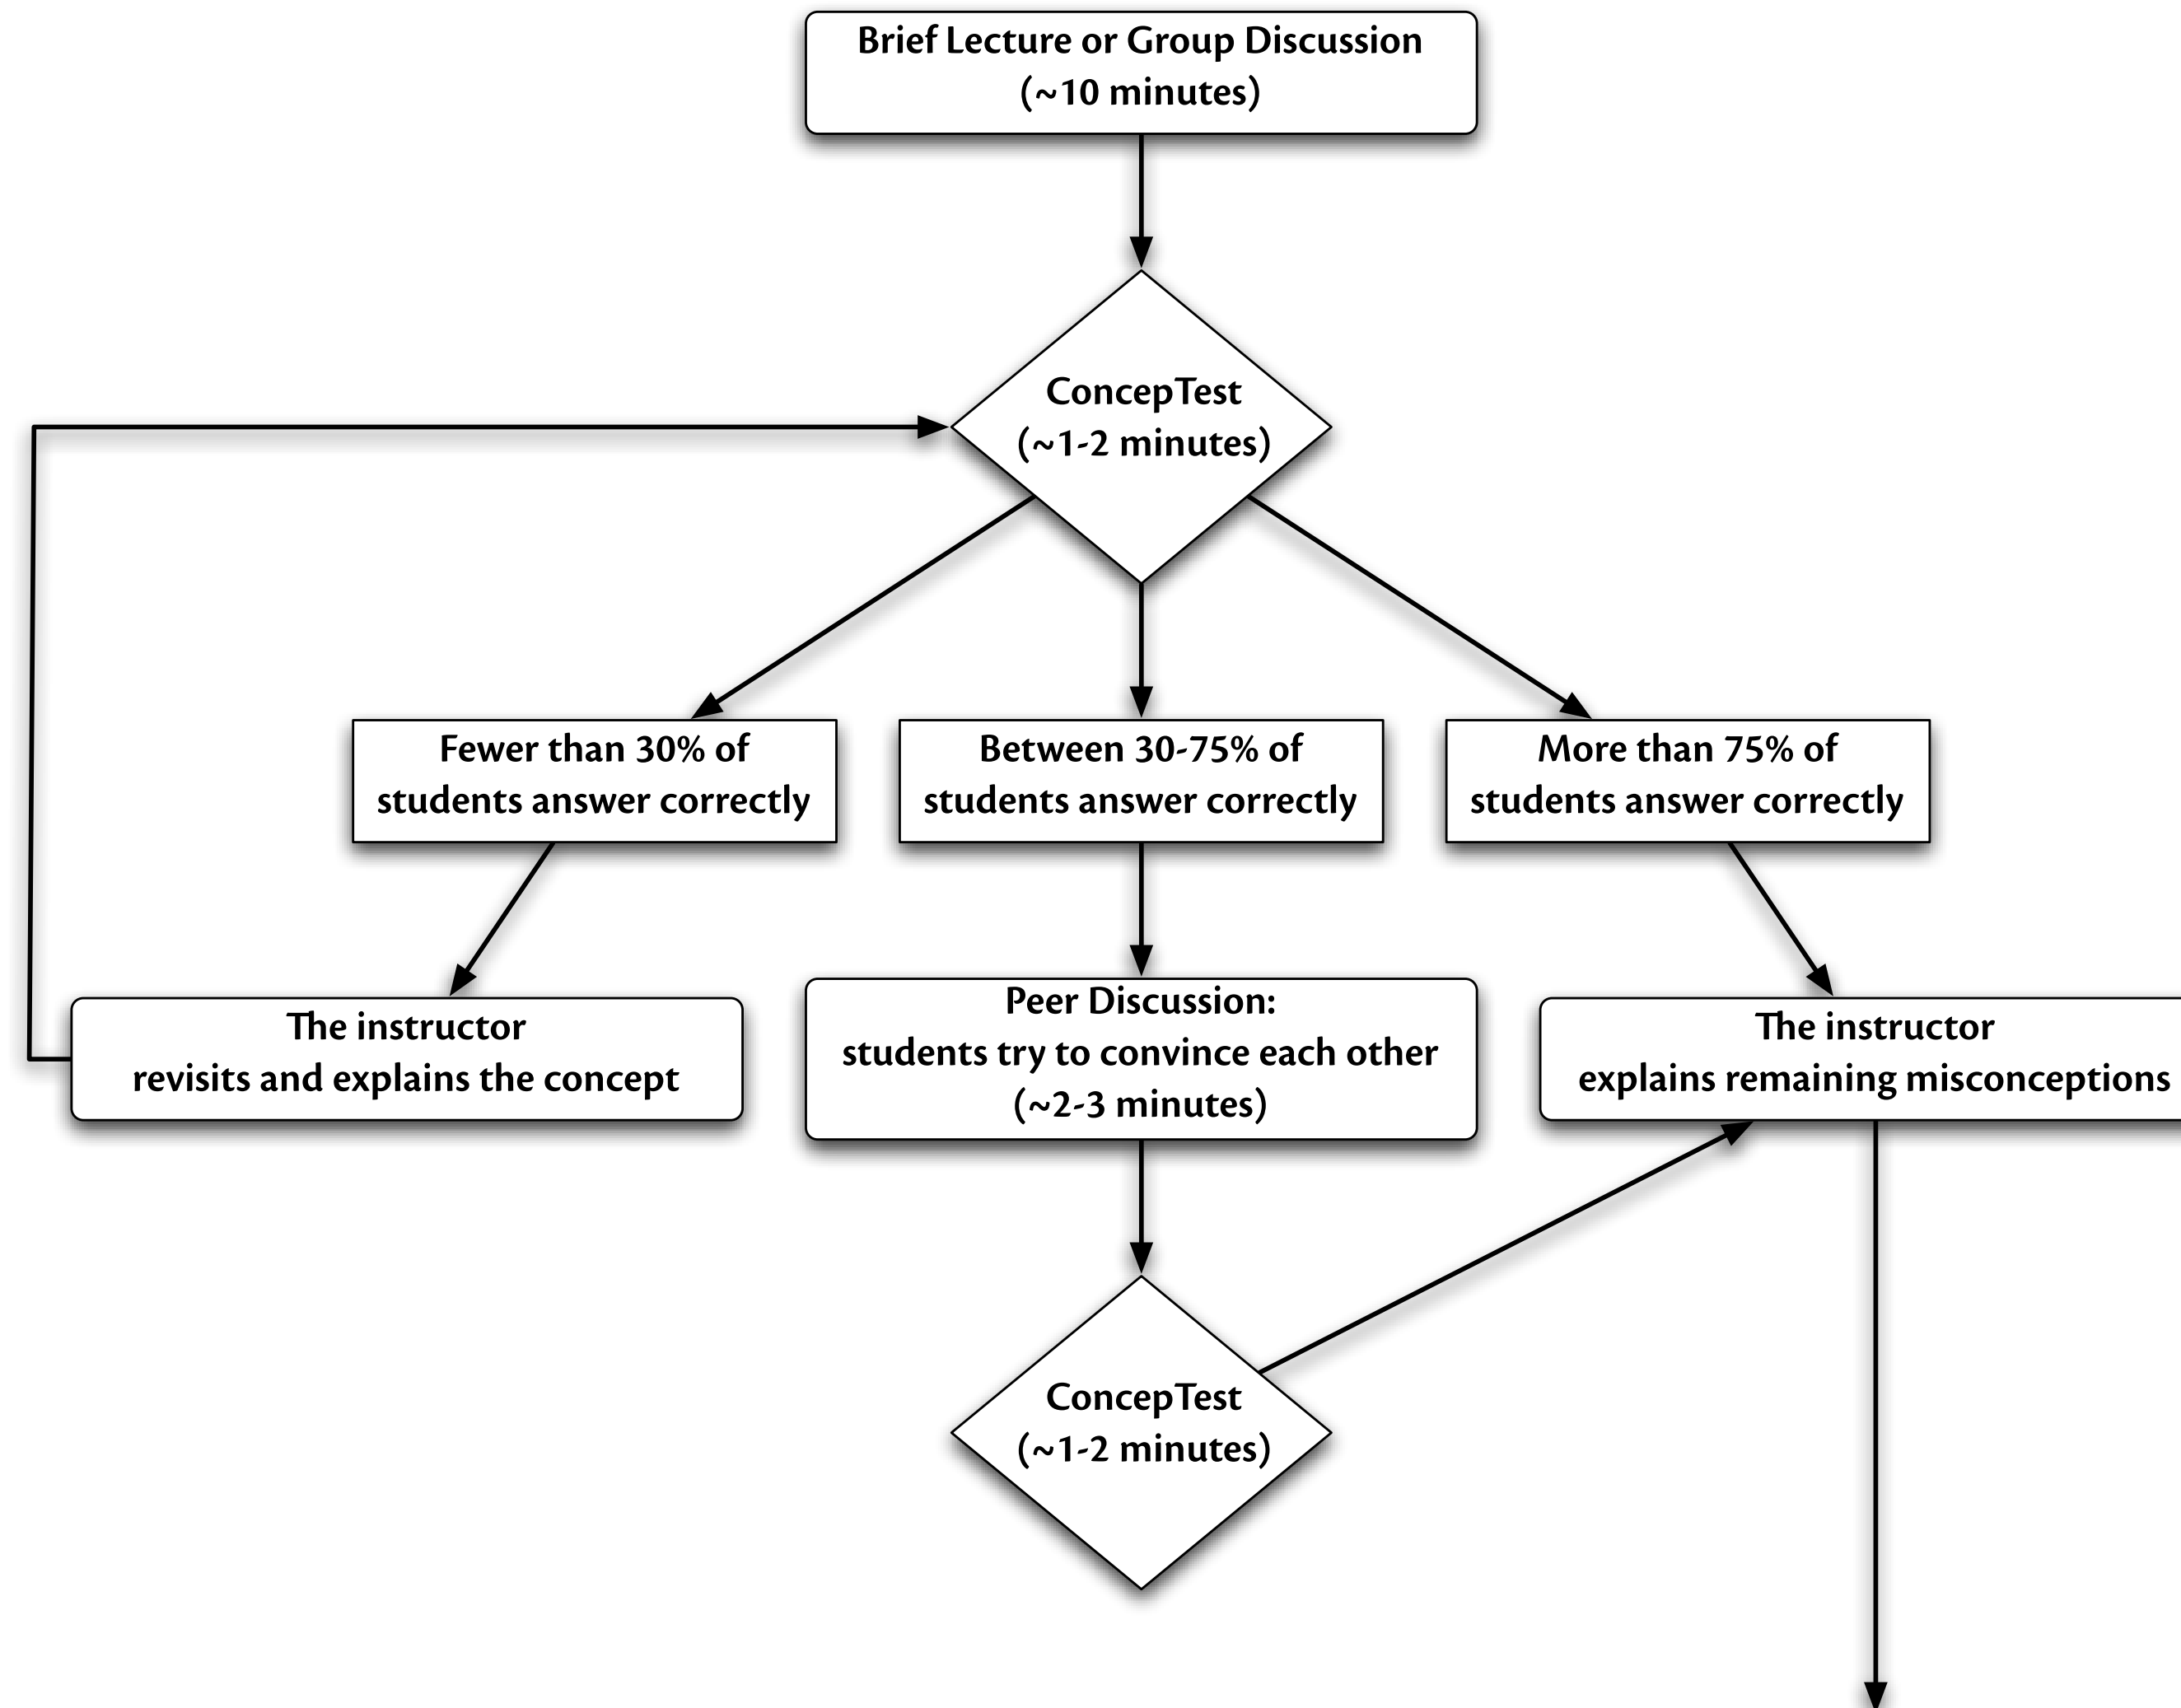 Brief Lecture or Group Discussion
(~10 minutes)
ConcepTest
(~1-2 minutes)
Fewer than 30% of
students answer correctly
Between 30-75% of
students answer correctly
More than 75% of
students answer correctly
The instructor
revisits and explains the concept
Peer Discussion:
students try to convince each other
(~2-3 minutes)
The instructor
explains remaining misconceptions
ConcepTest
(~1-2 minutes)